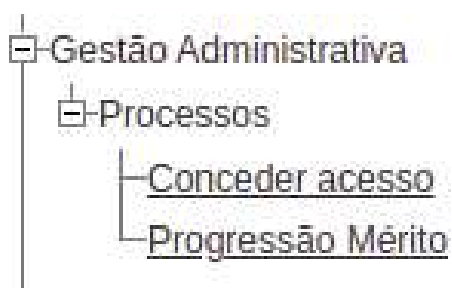 Gestão Administrativa
Processos
Conceder acesso
Progressão Mérito